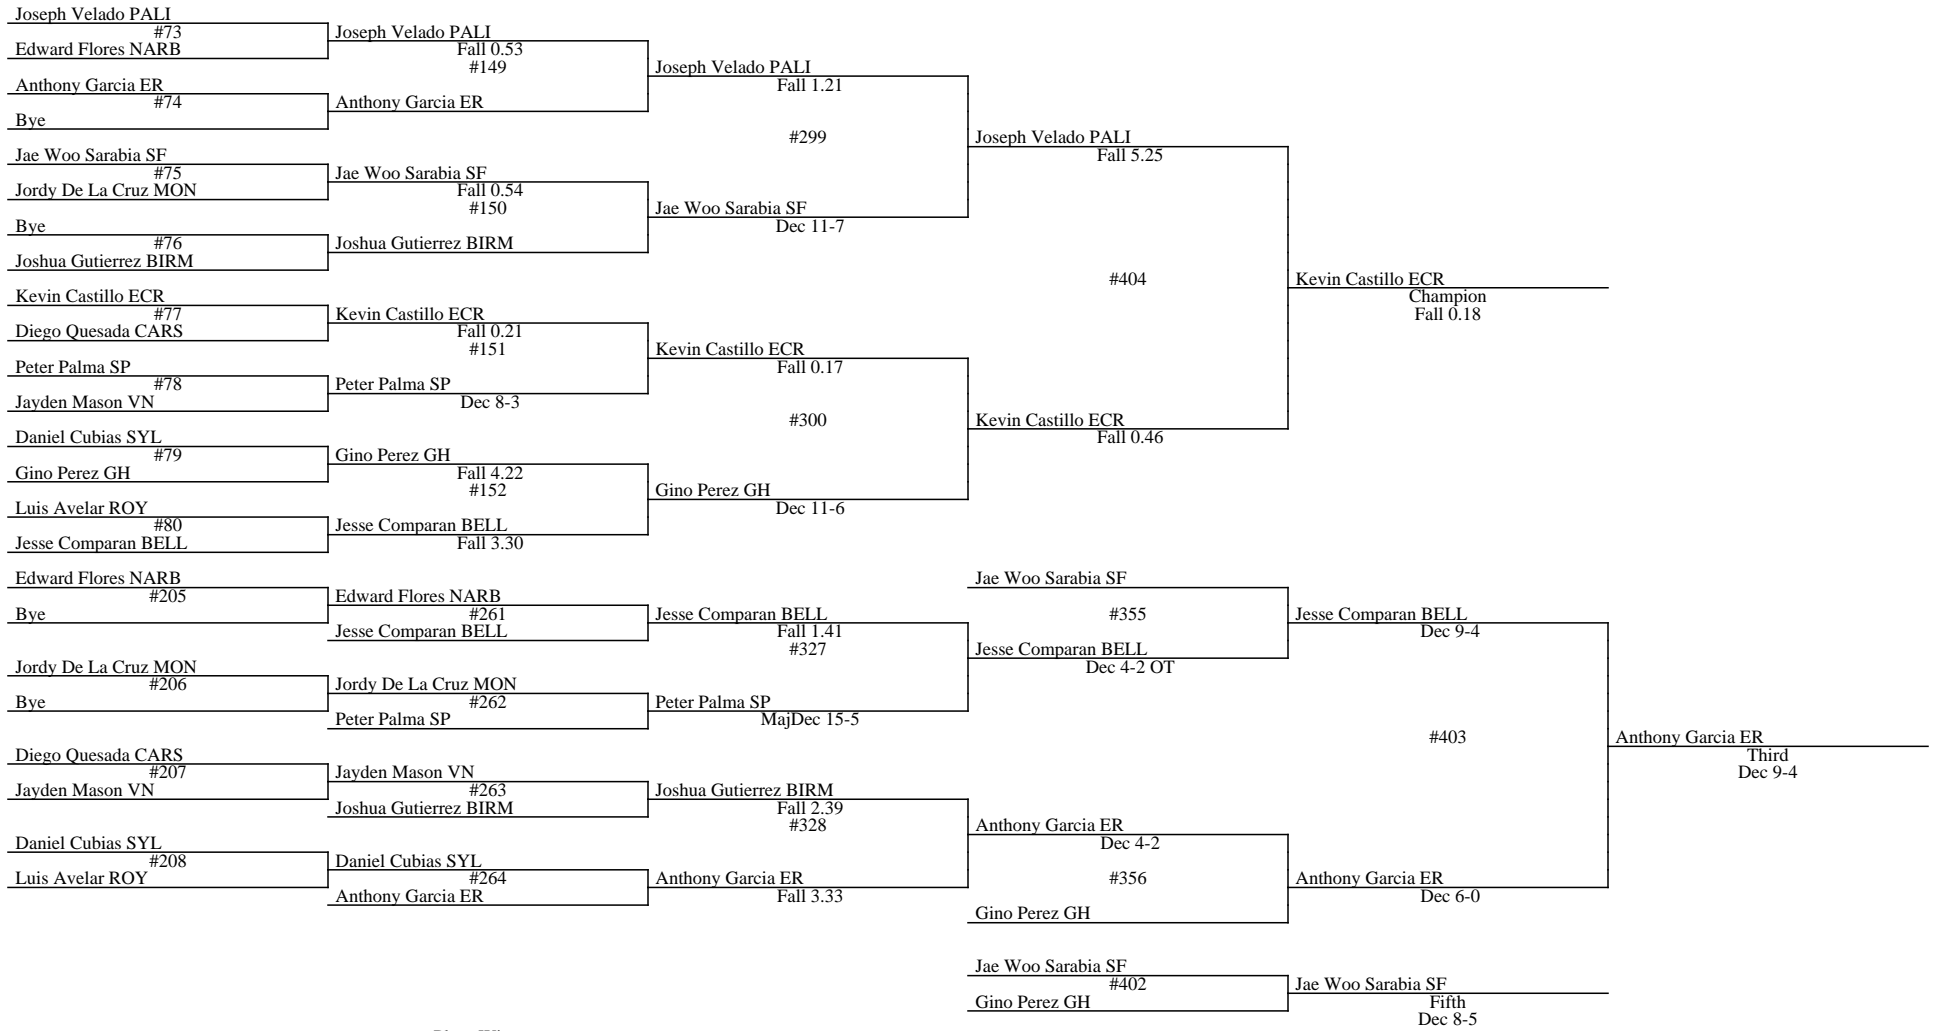 Joseph Velado PALI
#73
Edward Flores NARB
Anthony Garcia ER
#74
Bye
Jae Woo Sarabia SF
#75
Jordy De La Cruz MON
Bye
#76
Joshua Gutierrez BIRM
Kevin Castillo ECR
#77
Diego Quesada CARS
Peter Palma SP
#78
Jayden Mason VN
Daniel Cubias SYL
#79
Gino Perez GH
Luis Avelar ROY
#80
Jesse Comparan BELL
Joseph Velado PALI
Fall 0.53
#149
Anthony Garcia ER
Jae Woo Sarabia SF
Fall 0.54
#150
Joshua Gutierrez BIRM
Kevin Castillo ECR
Fall 0.21
#151
Peter Palma SP
Dec 8-3
Gino Perez GH
Fall 4.22
#152
Jesse Comparan BELL
Fall 3.30
Joseph Velado PALI
Fall 1.21
#299
Jae Woo Sarabia SF
Dec 11-7
Kevin Castillo ECR
Fall 0.17
#300
Gino Perez GH
Dec 11-6
Joseph Velado PALI
Fall 5.25
#404
Kevin Castillo ECR
Fall 0.46
Kevin Castillo ECR
Champion
Fall 0.18
Edward Flores NARB
#205
Bye
Jordy De La Cruz MON
#206
Bye
Diego Quesada CARS
#207
Jayden Mason VN
Daniel Cubias SYL
#208
Luis Avelar ROY
Edward Flores NARB
#261
Jesse Comparan BELL
Jordy De La Cruz MON
#262
Peter Palma SP
Jayden Mason VN
#263
Joshua Gutierrez BIRM
Daniel Cubias SYL
#264
Anthony Garcia ER
Jesse Comparan BELL
Fall 1.41
#327
Peter Palma SP
MajDec 15-5
Joshua Gutierrez BIRM
Fall 2.39
#328
Anthony Garcia ER
Fall 3.33
Jae Woo Sarabia SF
#355
Jesse Comparan BELL
Dec 4-2 OT
Anthony Garcia ER
Dec 4-2
#356
Gino Perez GH
Jesse Comparan BELL
Dec 9-4
#403
Anthony Garcia ER
Dec 6-0
Anthony Garcia ER
Third
Dec 9-4
Jae Woo Sarabia SF
#402
Gino Perez GH
Jae Woo Sarabia SF
Fifth
Dec 8-5